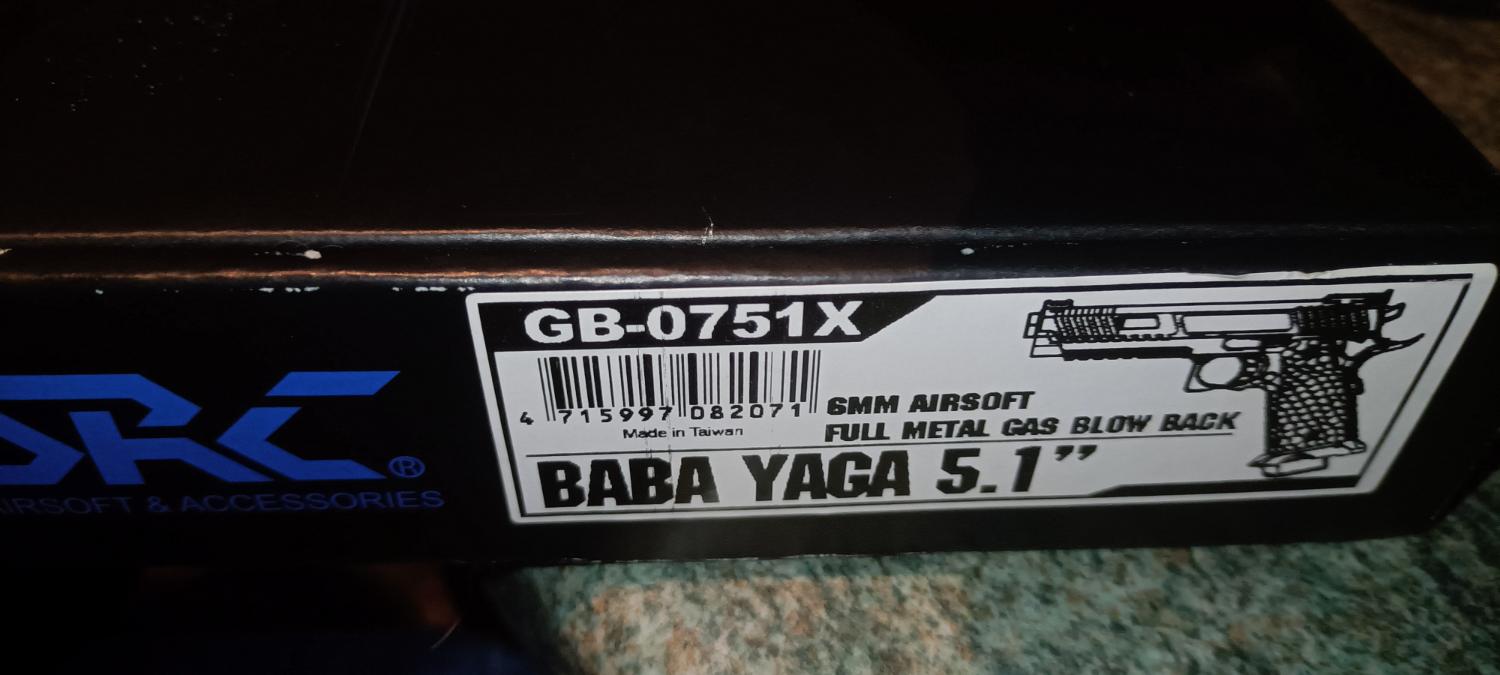 GB-0751X
4 715997 082071
Made in Taiwan
6MM AIRSOFT
FULL METAL GAS BLOW BACK
BABA YAGA 5.1”
SRC®
AIRSOFT & ACCESSORIES